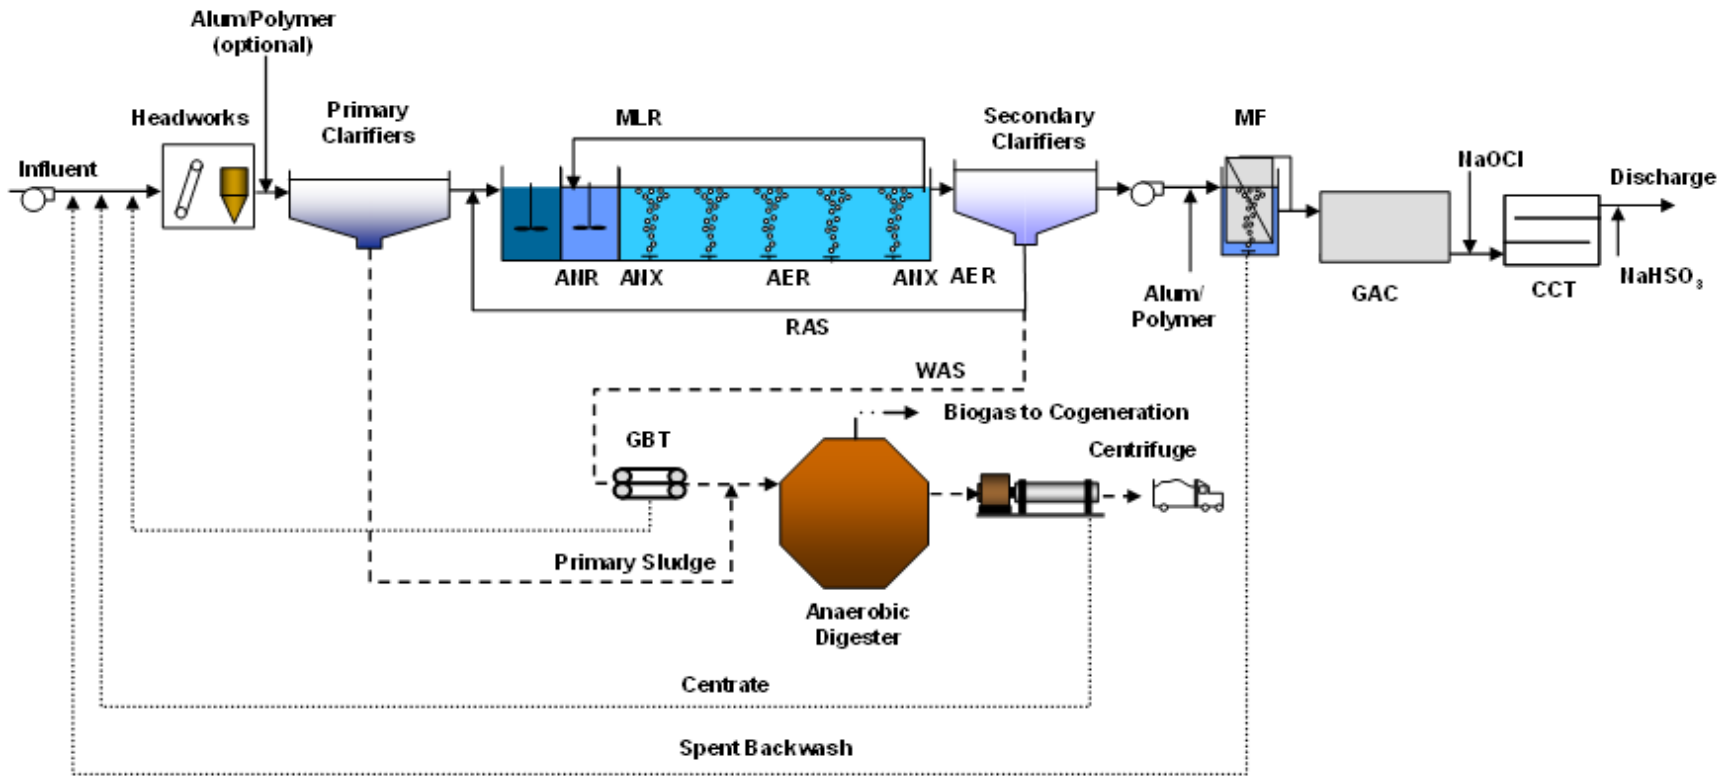 Alum/Polymer
(optional)
Headworks
Primary
Clarifiers
MLR
Secondary
Clarifiers
MF
Influent
NaOCl
Discharge
ANR
ANX
AER
ANX
AER
Alum/
Polymer
GAC
CCT
NaHSO3
RAS
WAS
Biogas to Cogeneration
GBT
Centrifuge
Primary Sludge
Anaerobic
Digester
Centrate
Spent Backwash